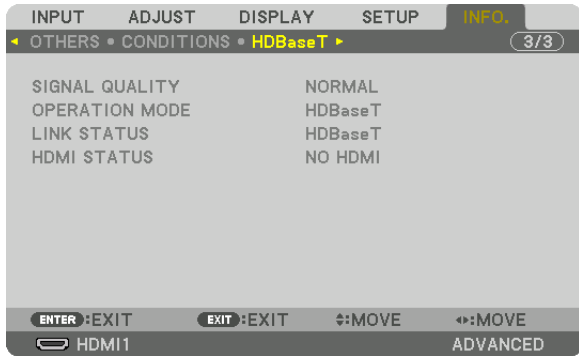 INPUT ADJUST DISPLAY SETUP INFO.
◂ OTHERS • CONDITIONS • HDBaseT ▸ 3/3
SIGNAL QUALITY NORMAL
OPERATION MODE HDBaseT
LINK STATUS HDBaseT
HDMI STATUS NO HDMI
ENTER :EXIT EXIT :EXIT :MOVE :MOVE
HDMI1 ADVANCED